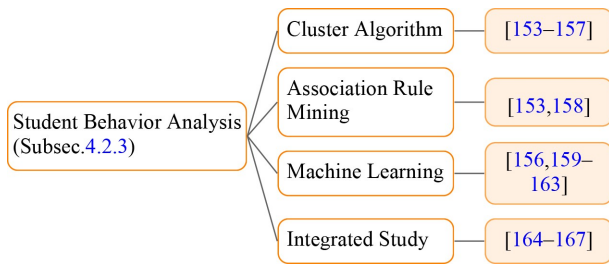 Student Behavior Analysis
(Subsec.4.2.3)
Cluster Algorithm
[153–157]
Association Rule
Mining
[153,158]
Machine Learning
[156,159–
163]
Integrated Study
[164–167]